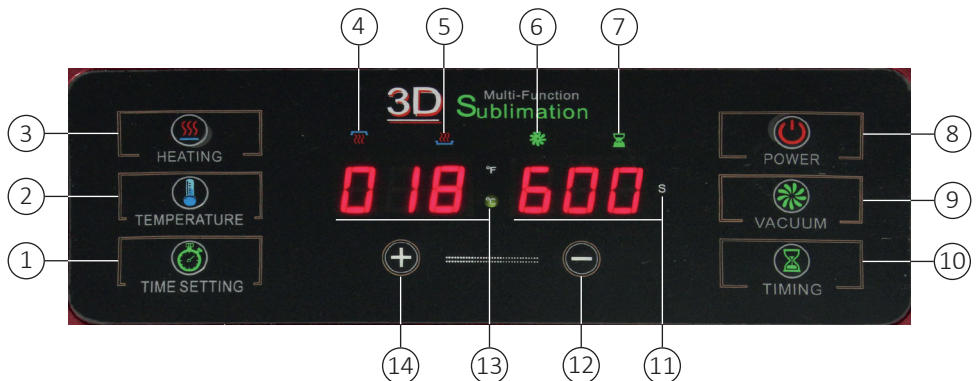 4 5 6 7
3D Multi-Function
Sublimation
3 HEATING
POWER 8
018 °F 600 S
°C
2 TEMPERATURE
VACUUM 9
1 TIME SETTING
+ −
TIMING 10
14 13 12 11